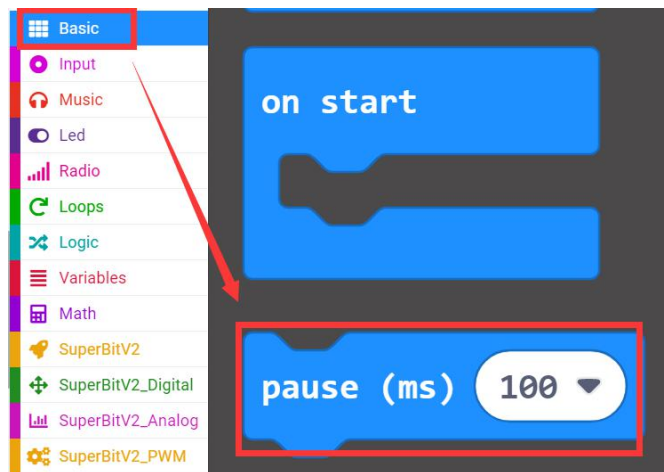 Basic
Input
Music
Led
Radio
Loops
Logic
Variables
Math
SuperBitV2
SuperBitV2_Digital
SuperBitV2_Analog
SuperBitV2_PWM
on start
pause (ms) 100